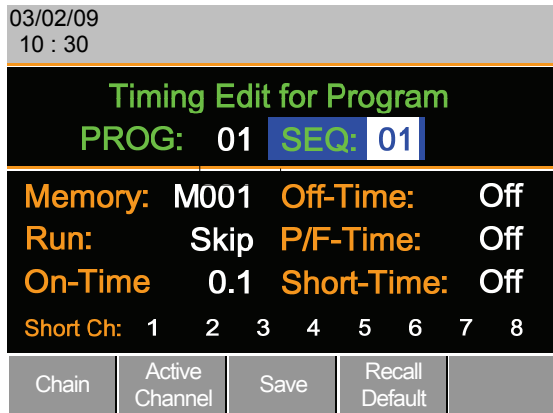 03/02/09
10 : 30
Timing Edit for Program
PROG: 01 SEQ: 01
Memory: M001 Off-Time: Off
Run: Skip P/F-Time: Off
On-Time 0.1 Short-Time: Off
Short Ch: 1 2 3 4 5 6 7 8
Chain Active Channel Save Recall Default